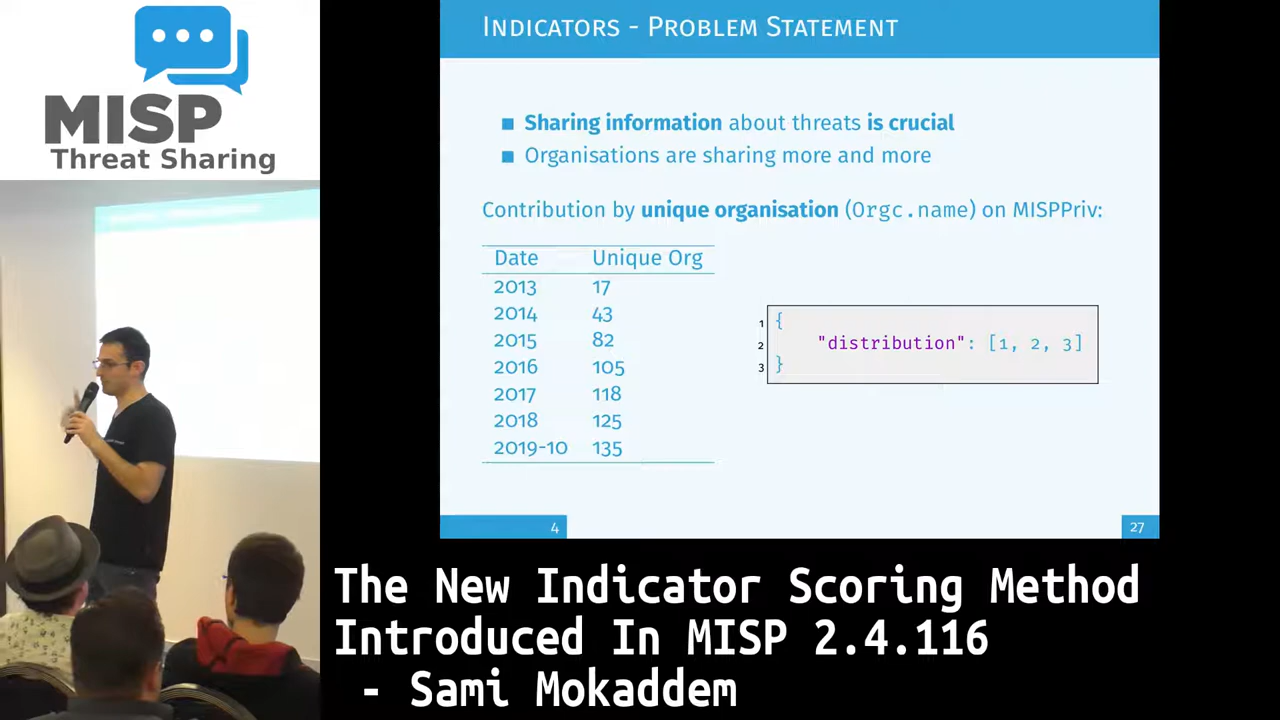 MISP
Threat Sharing
Indicators - Problem Statement
Sharing information about threats is crucial
Organisations are sharing more and more
Contribution by unique organisation (Orgc.name) on MISPPriv:
Date Unique Org
2013 17
2014 43
2015 82
2016 105
2017 118
2018 125
2019-10 135
1 {
2 "distribution": [1, 2, 3]
3 }
4
27
The New Indicator Scoring Method
Introduced In MISP 2.4.116
- Sami Mokaddem